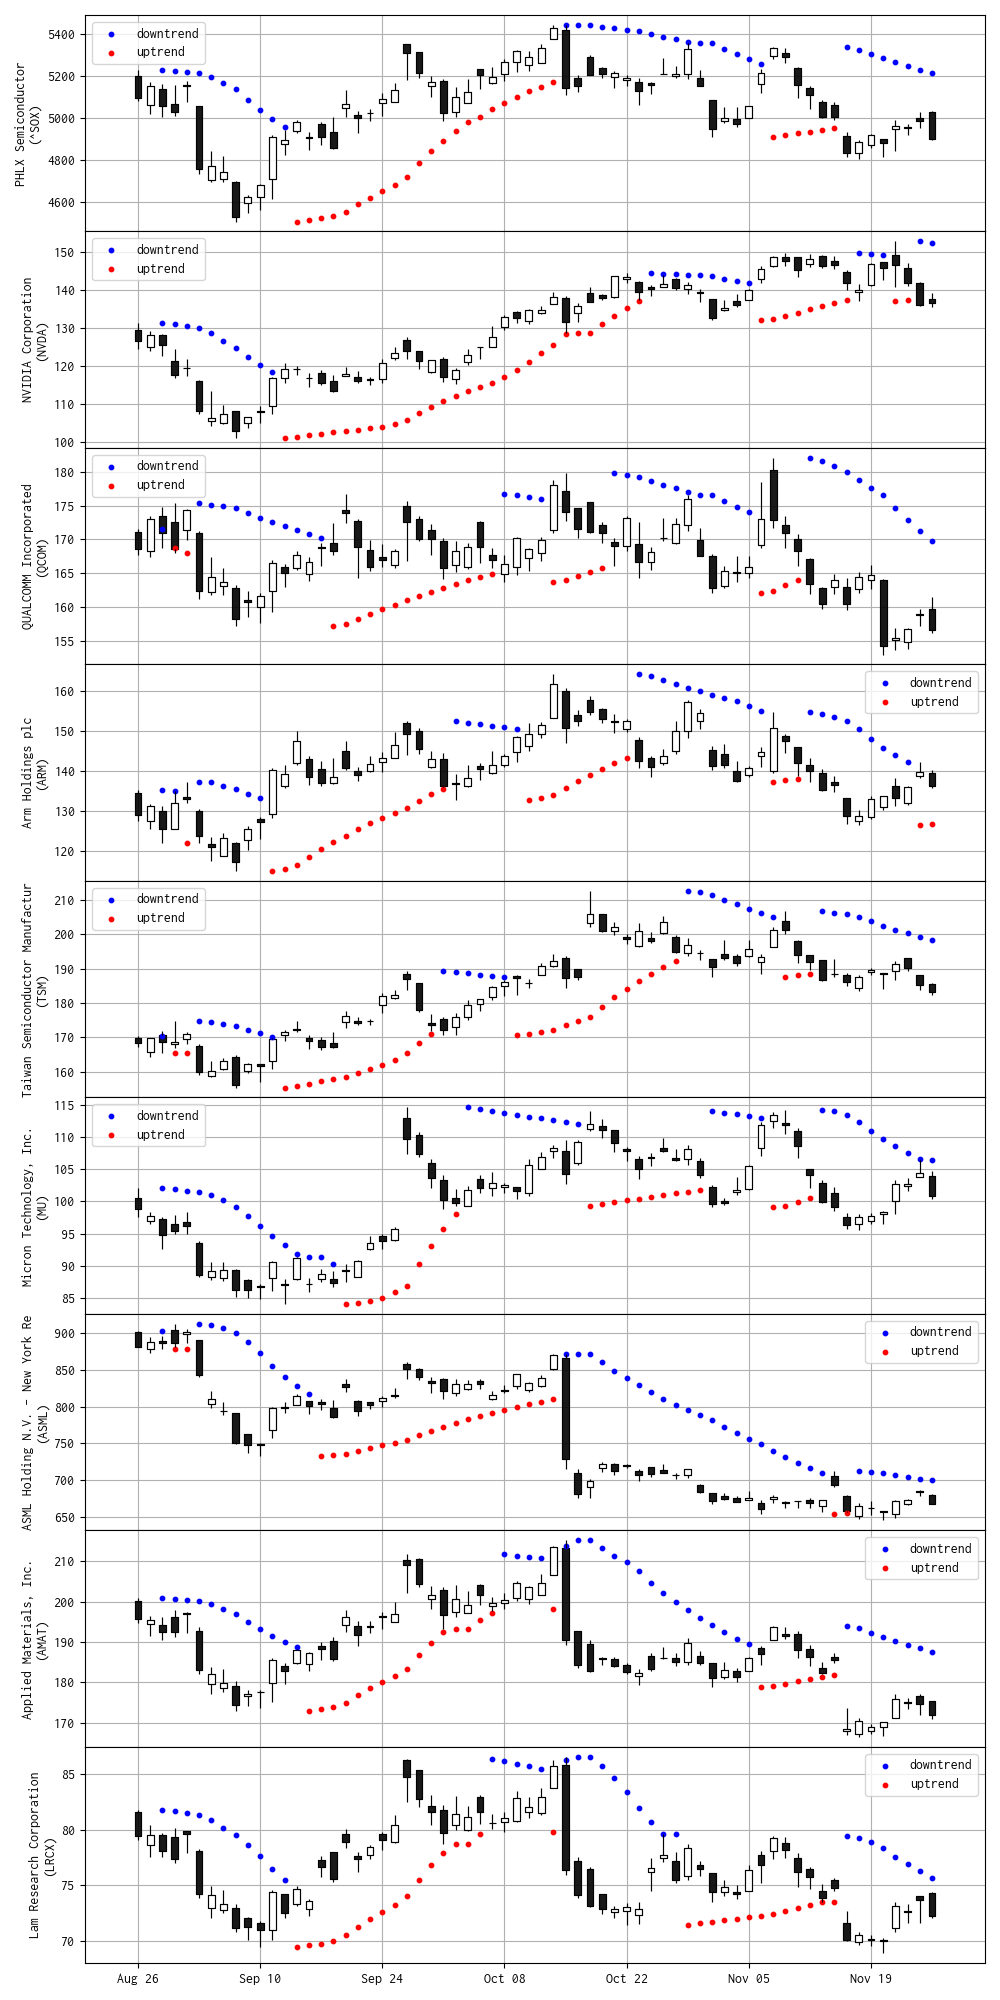 downtrend
uptrend
PHLX Semiconductor
(^SOX)
5400
5200
5000
4800
4600
downtrend
uptrend
NVIDIA Corporation
(NVDA)
150
140
130
120
110
100
downtrend
uptrend
QUALCOMM Incorporated
(QCOM)
180
175
170
165
160
155
downtrend
uptrend
Arm Holdings plc
(ARM)
160
150
140
130
120
downtrend
uptrend
Taiwan Semiconductor Manufactur
(TSM)
210
200
190
180
170
160
downtrend
uptrend
Micron Technology, Inc.
(MU)
115
110
105
100
95
90
85
downtrend
uptrend
ASML Holding N.V. - New York Re
(ASML)
900
850
800
750
700
650
downtrend
uptrend
Applied Materials, Inc.
(AMAT)
210
200
190
180
170
downtrend
uptrend
Lam Research Corporation
(LRCX)
85
80
75
70
Aug 26 Sep 10 Sep 24 Oct 08 Oct 22 Nov 05 Nov 19